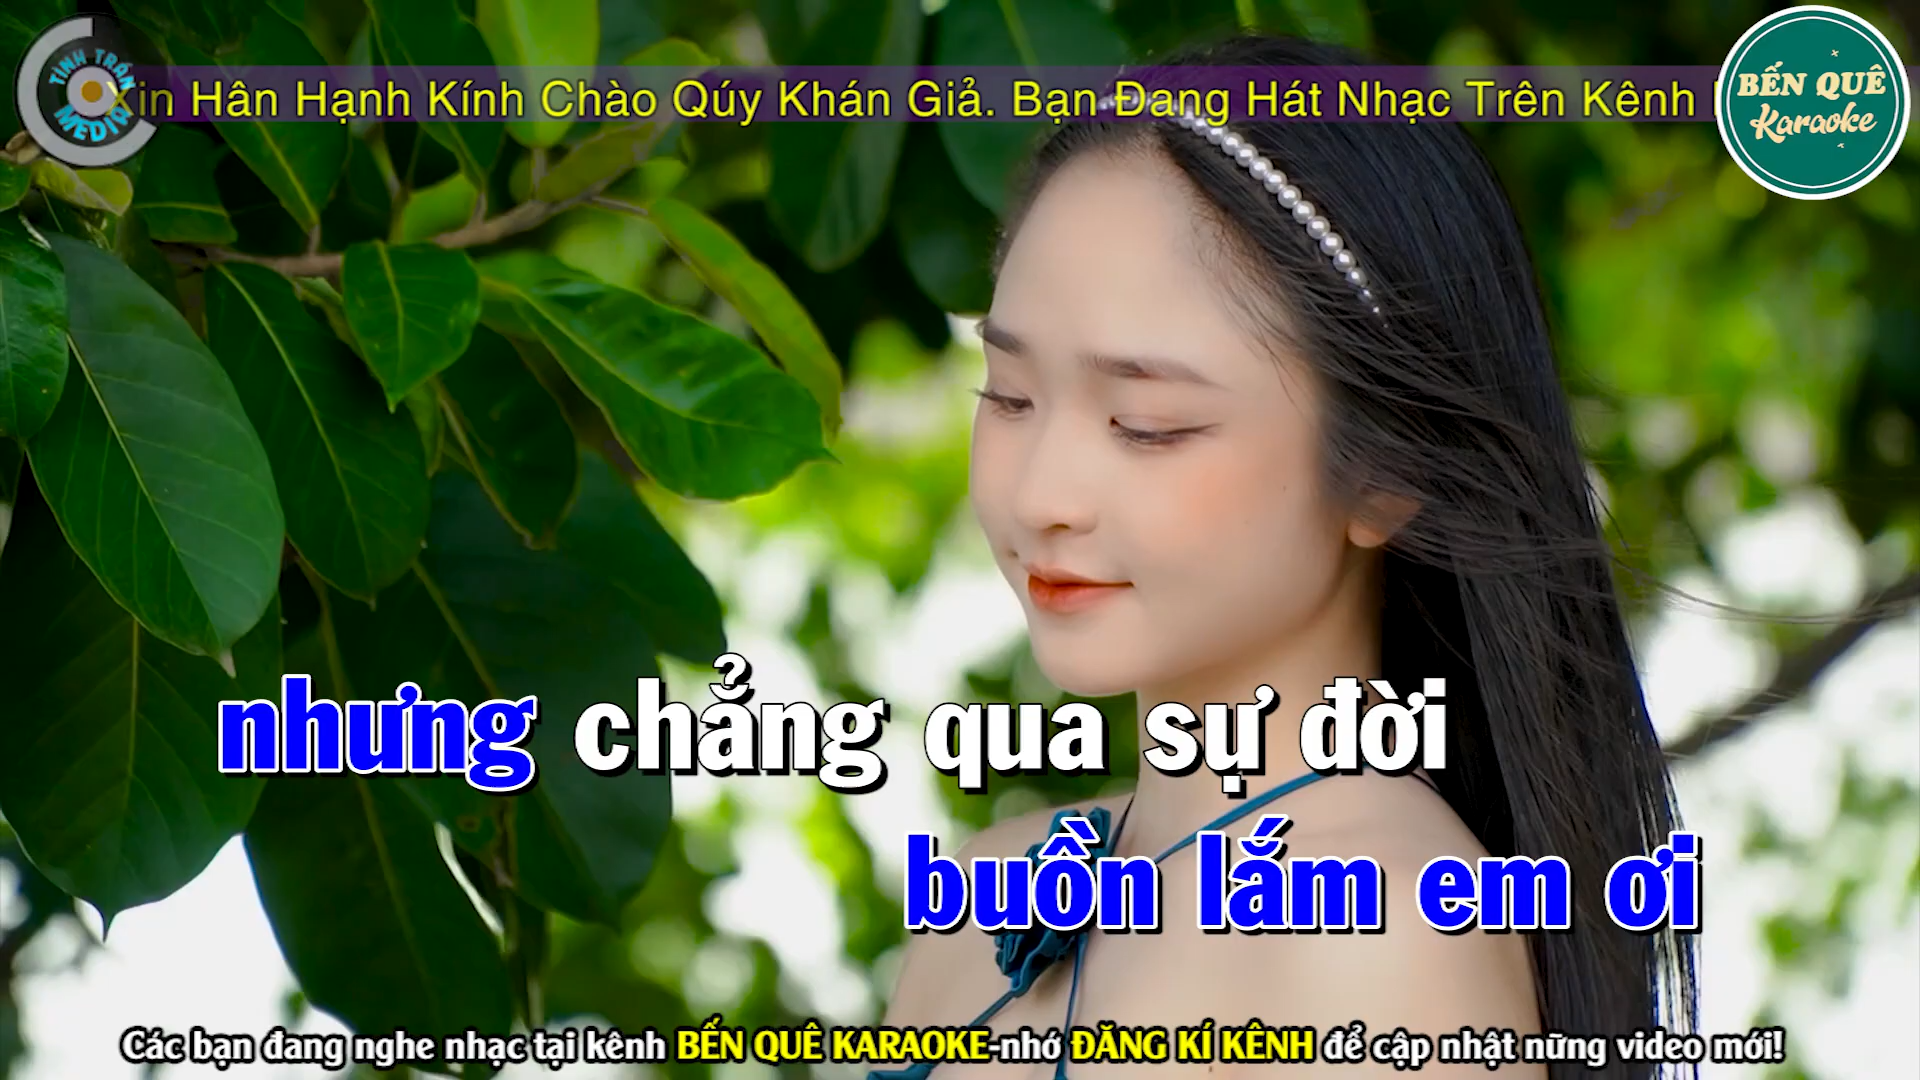 TÌNH TRẦN
MEDIA
Xin Hân Hạnh Kính Chào Qúy Khán Giả. Bạn Đang Hát Nhạc Trên Kênh
BẾN QUÊ
Karaoke
nhưng chẳng qua sự đời
buồn lắm em ơi
Các bạn đang nghe nhạc tại kênh BẾN QUÊ KARAOKE-nhớ ĐĂNG KÍ KÊNH để cập nhật nững video mới!